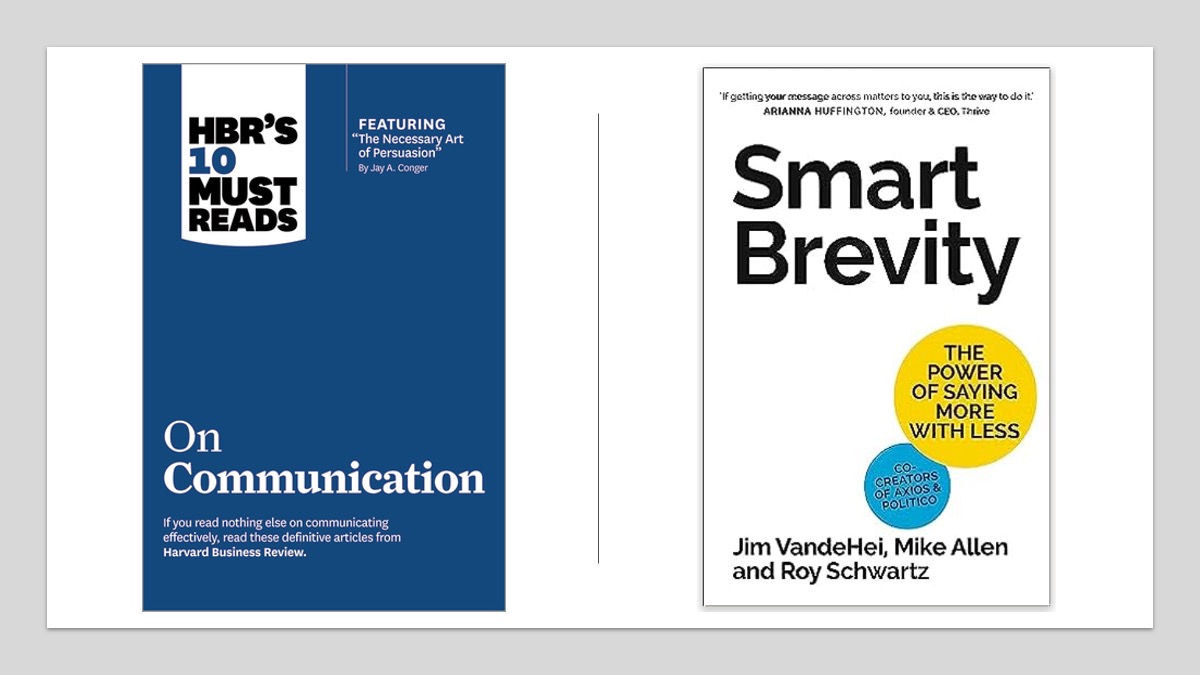 HBR'S
10
MUST
READS
FEATURING
“The Necessary Art
of Persuasion”
By Jay A. Conger
On
Communication
If you read nothing else on communicating
effectively, read these definitive articles from
Harvard Business Review.
'If getting your message across matters to you, this is the way to do it.'
ARIANNA HUFFINGTON, founder & CEO, Thrive
Smart
Brevity
THE
POWER
OF SAYING
MORE
WITH LESS
CO-
CREATORS
OF AXIOS &
POLITICO
Jim VandeHei, Mike Allen
and Roy Schwartz